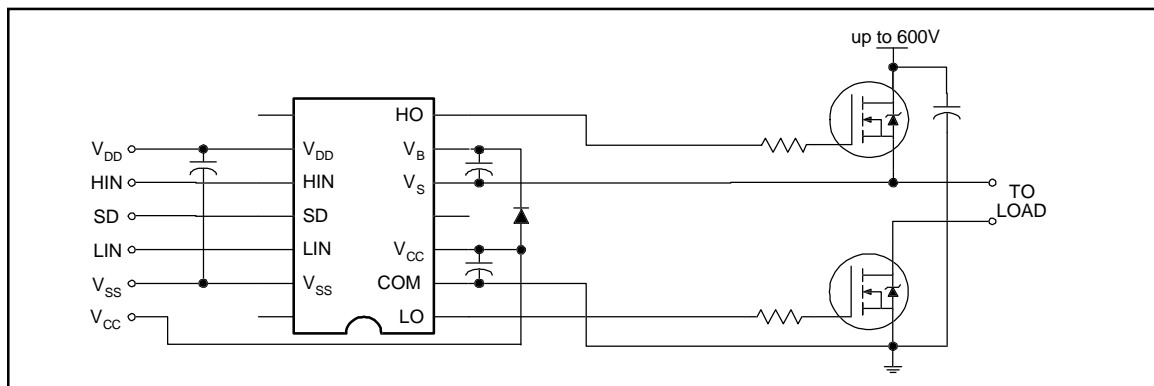 up to 600V
HO
V_DD V_DD V_B
HIN HIN V_S
SD SD
TO
LOAD
LIN LIN V_CC
V_SS V_SS COM
V_CC LO